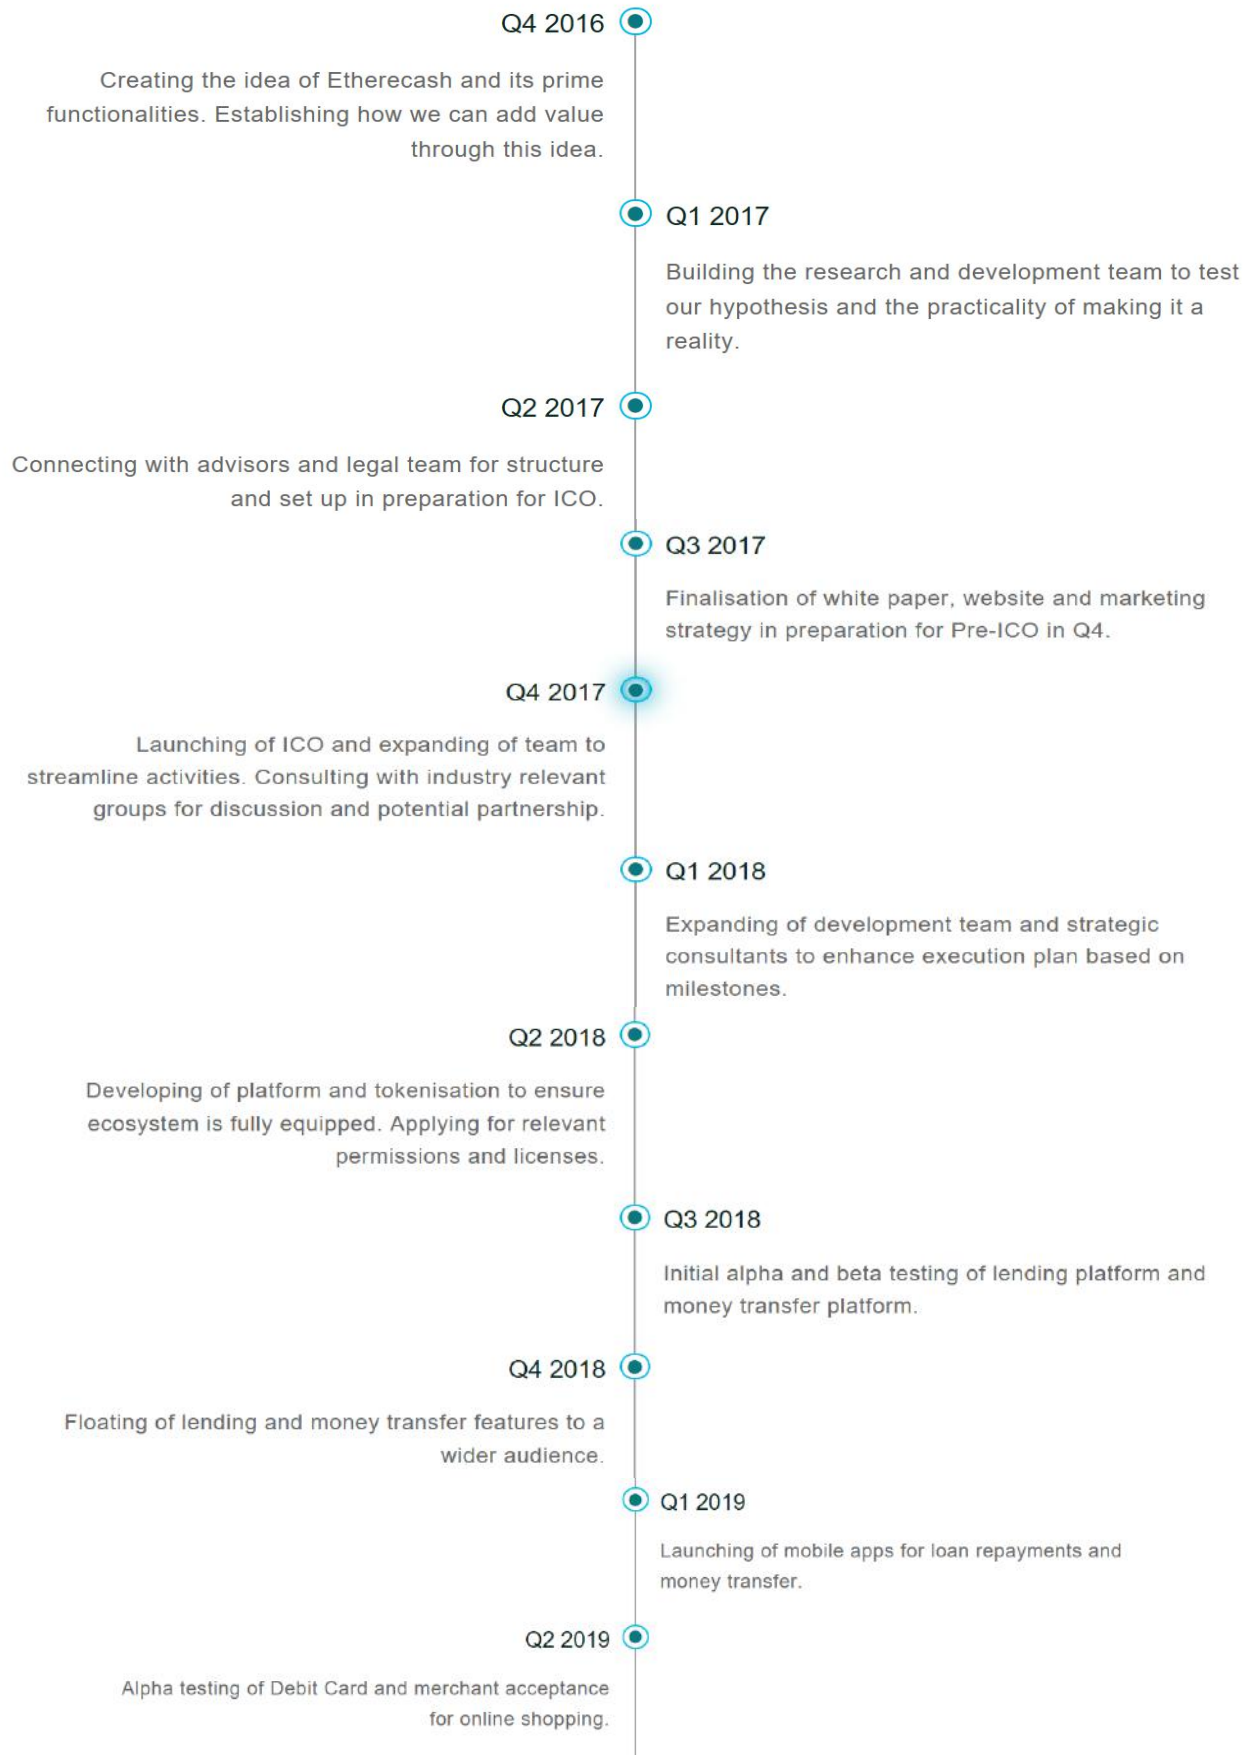 Q4 2016
Creating the idea of Etherecash and its prime
functionalities. Establishing how we can add value
through this idea.
Q1 2017
Building the research and development team to test
our hypothesis and the practicality of making it a
reality.
Q2 2017
Connecting with advisors and legal team for structure
and set up in preparation for ICO.
Q3 2017
Finalisation of white paper, website and marketing
strategy in preparation for Pre-ICO in Q4.
Q4 2017
Launching of ICO and expanding of team to
streamline activities. Consulting with industry relevant
groups for discussion and potential partnership.
Q1 2018
Expanding of development team and strategic
consultants to enhance execution plan based on
milestones.
Q2 2018
Developing of platform and tokenisation to ensure
ecosystem is fully equipped. Applying for relevant
permissions and licenses.
Q3 2018
Initial alpha and beta testing of lending platform and
money transfer platform.
Q4 2018
Floating of lending and money transfer features to a
wider audience.
Q1 2019
Launching of mobile apps for loan repayments and
money transfer.
Q2 2019
Alpha testing of Debit Card and merchant acceptance
for online shopping.